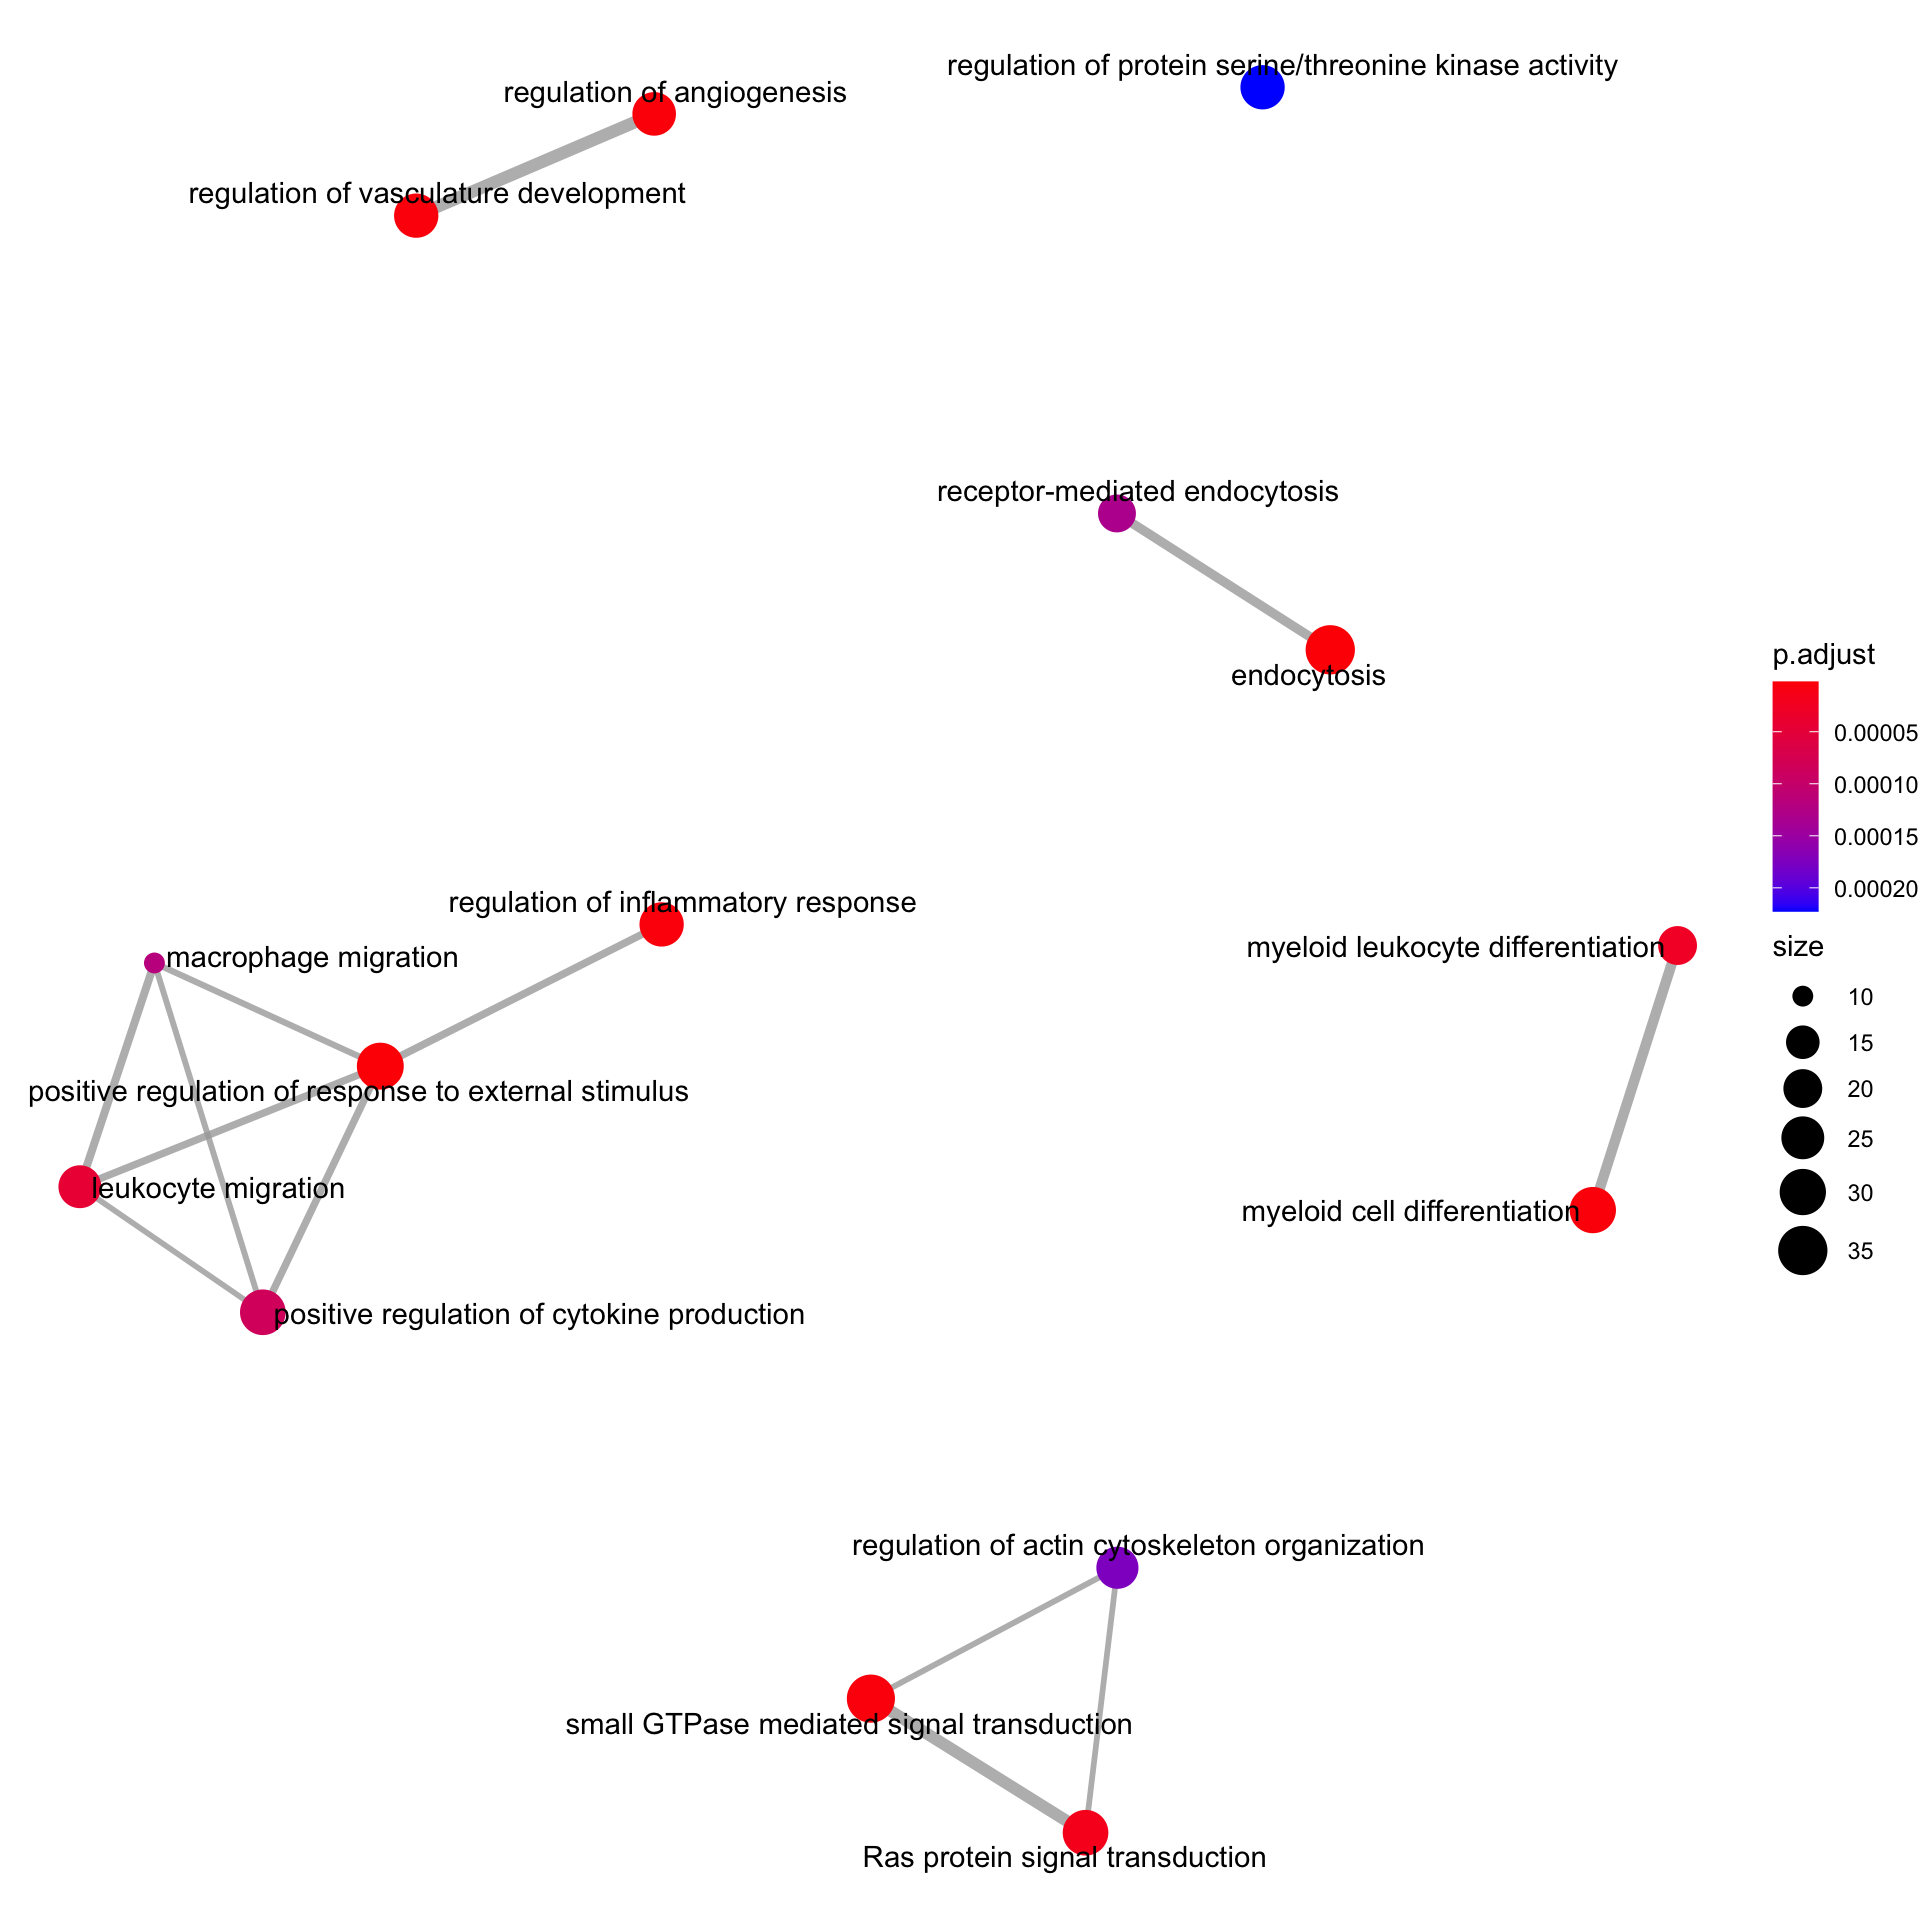 regulation of protein serine/threonine kinase activity
regulation of angiogenesis
regulation of vasculature development
receptor-mediated endocytosis
endocytosis
p.adjust
0.00005
0.00010
0.00015
0.00020
regulation of inflammatory response
macrophage migration
myeloid leukocyte differentiation
size
10
15
20
25
30
35
positive regulation of response to external stimulus
leukocyte migration
myeloid cell differentiation
positive regulation of cytokine production
regulation of actin cytoskeleton organization
small GTPase mediated signal transduction
Ras protein signal transduction